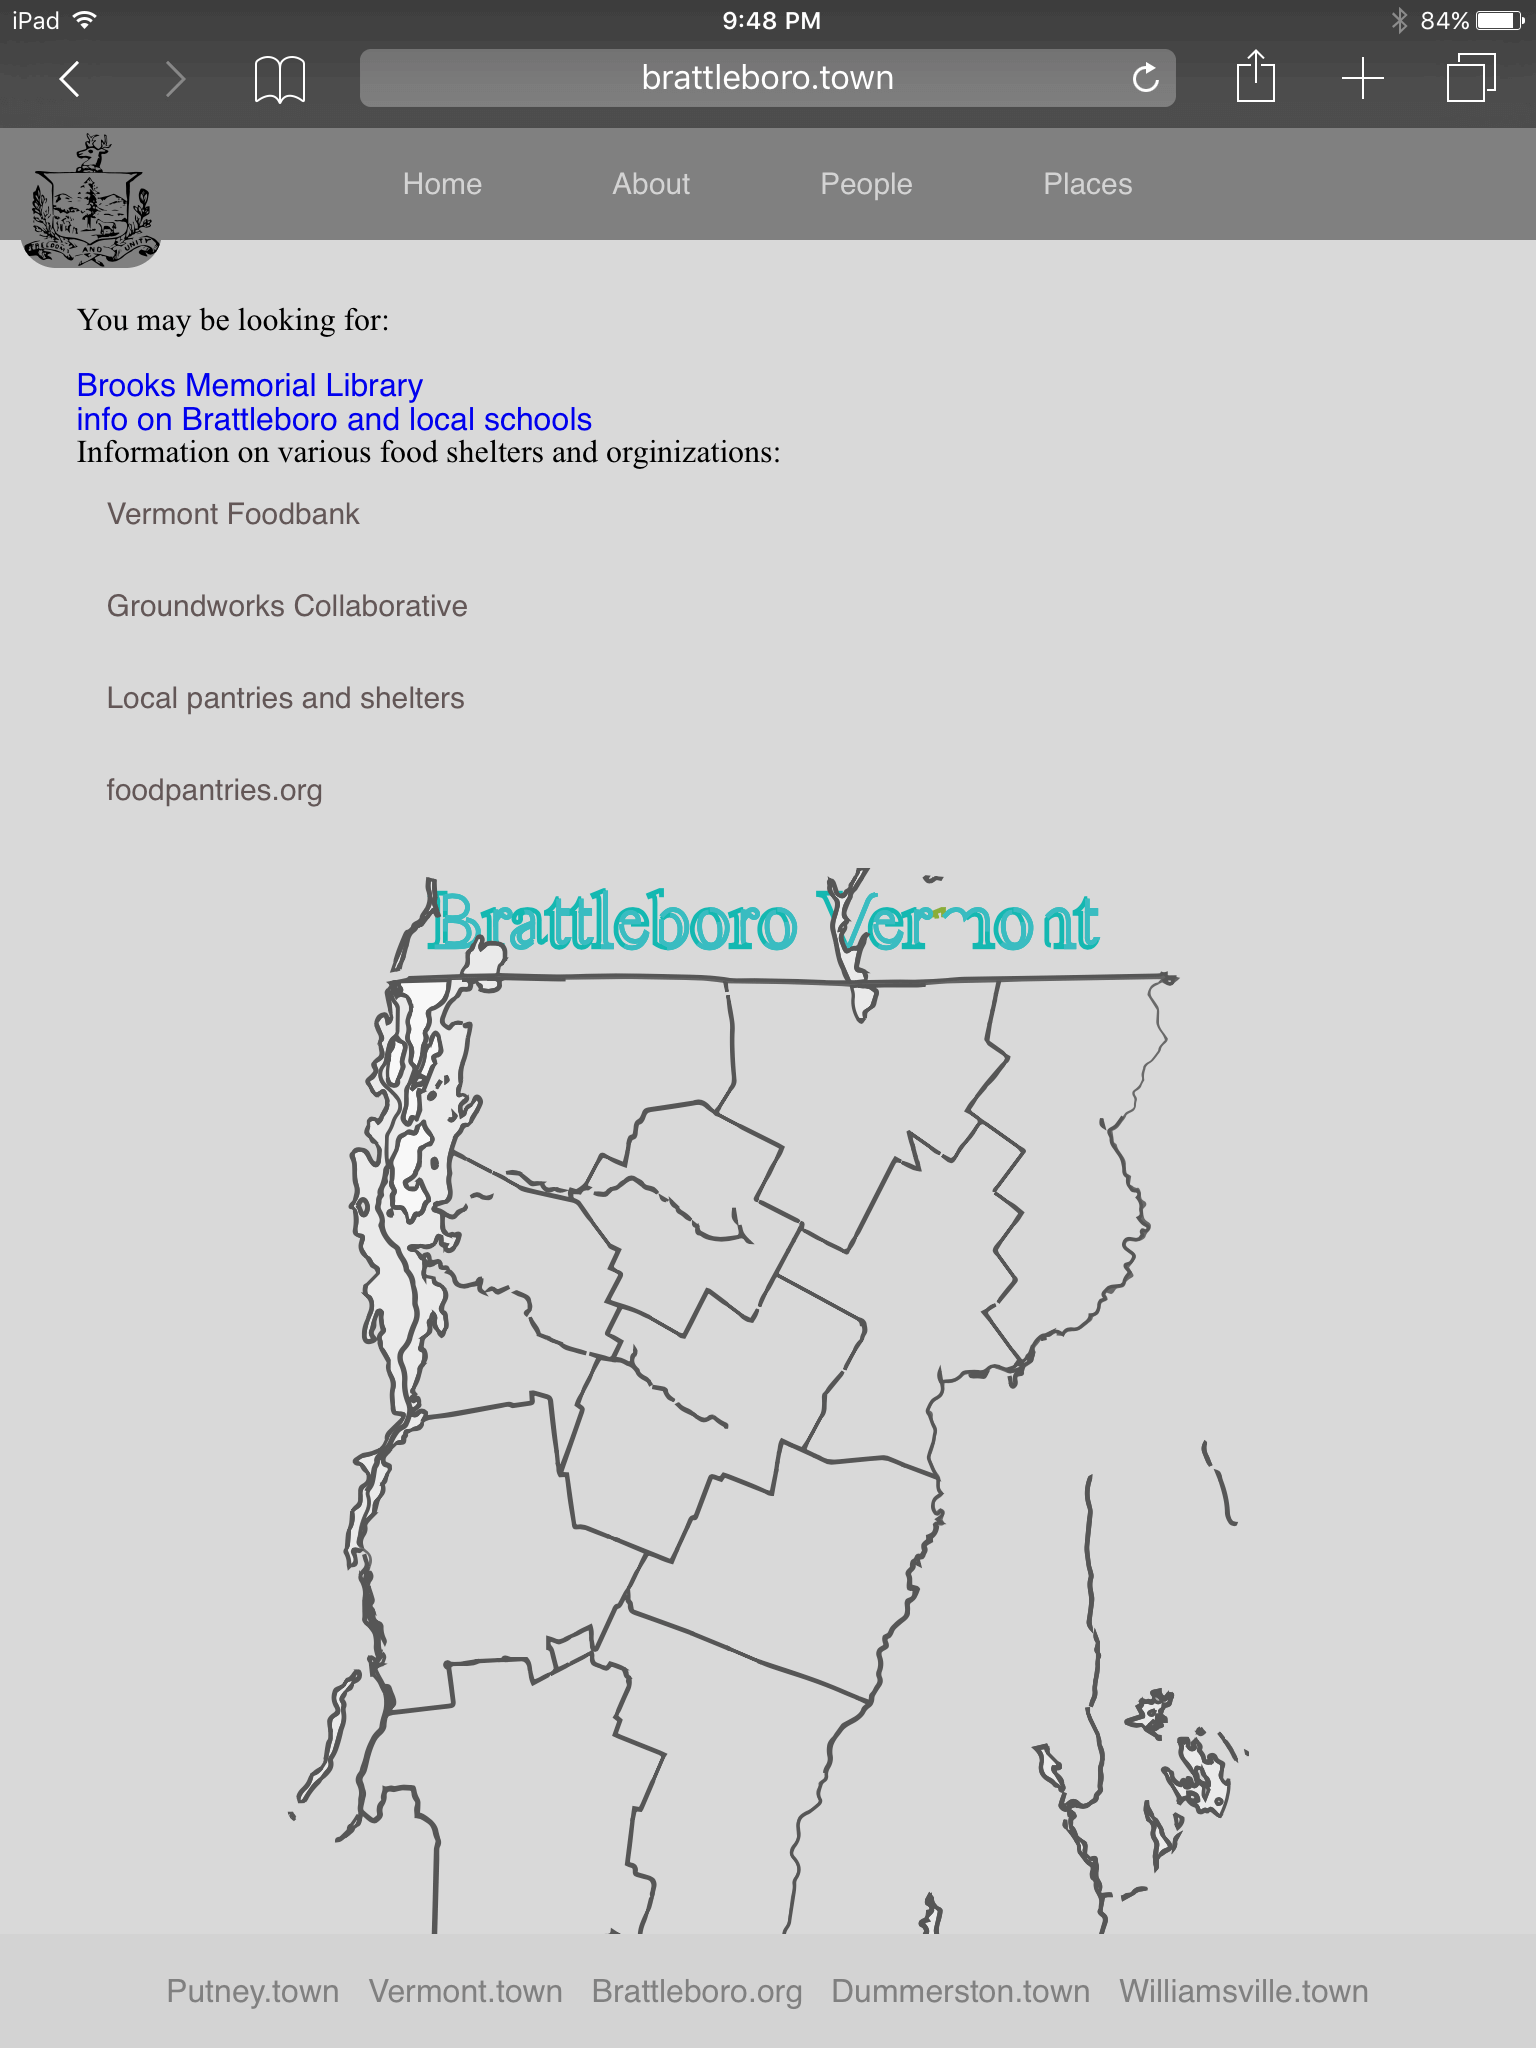 iPad 9:48 PM 84%
brattleboro.town
Home About People Places
FREEDOM AND UNITY
You may be looking for:
Brooks Memorial Library
info on Brattleboro and local schools
Information on various food shelters and orginizations:
Vermont Foodbank
Groundworks Collaborative
Local pantries and shelters
foodpantries.org
Brattleboro Vermont
Putney.town Vermont.town Brattleboro.org Dummerston.town Williamsville.town